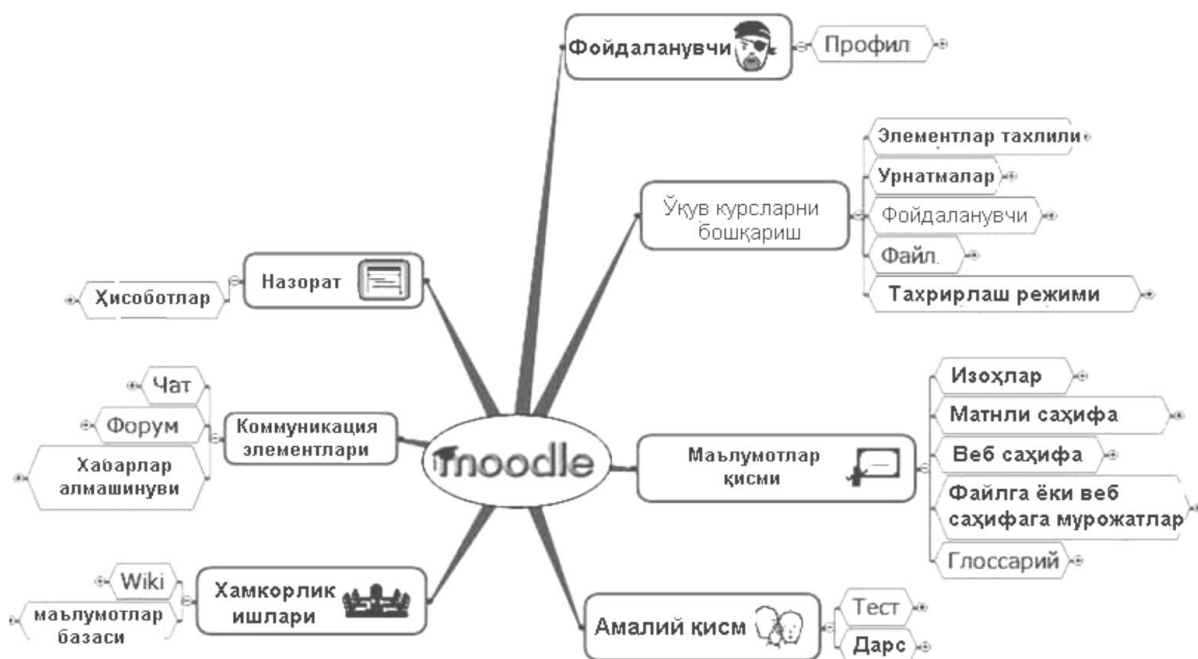 Фойдаланувчи
Профил
Ўқув курсларни
бошқариш
Элементлар тахлили
Урнатмалар
Фойдаланувчи
Файл.
Тахрирлаш режими
Назорат
Ҳисоботлар
Коммуникация
элементлари
Чат
Форум
Хабарлар
алмашинуви
moodle
Маълумотлар
қисми
Изоҳлар
Матнли саҳифа
Веб саҳифа
Файлга ёки веб
саҳифага мурожатлар
Глоссарий
Хамкорлик
ишлари
Wiki
маълумотлар
базаси
Амалий қисм
Тест
Дарс